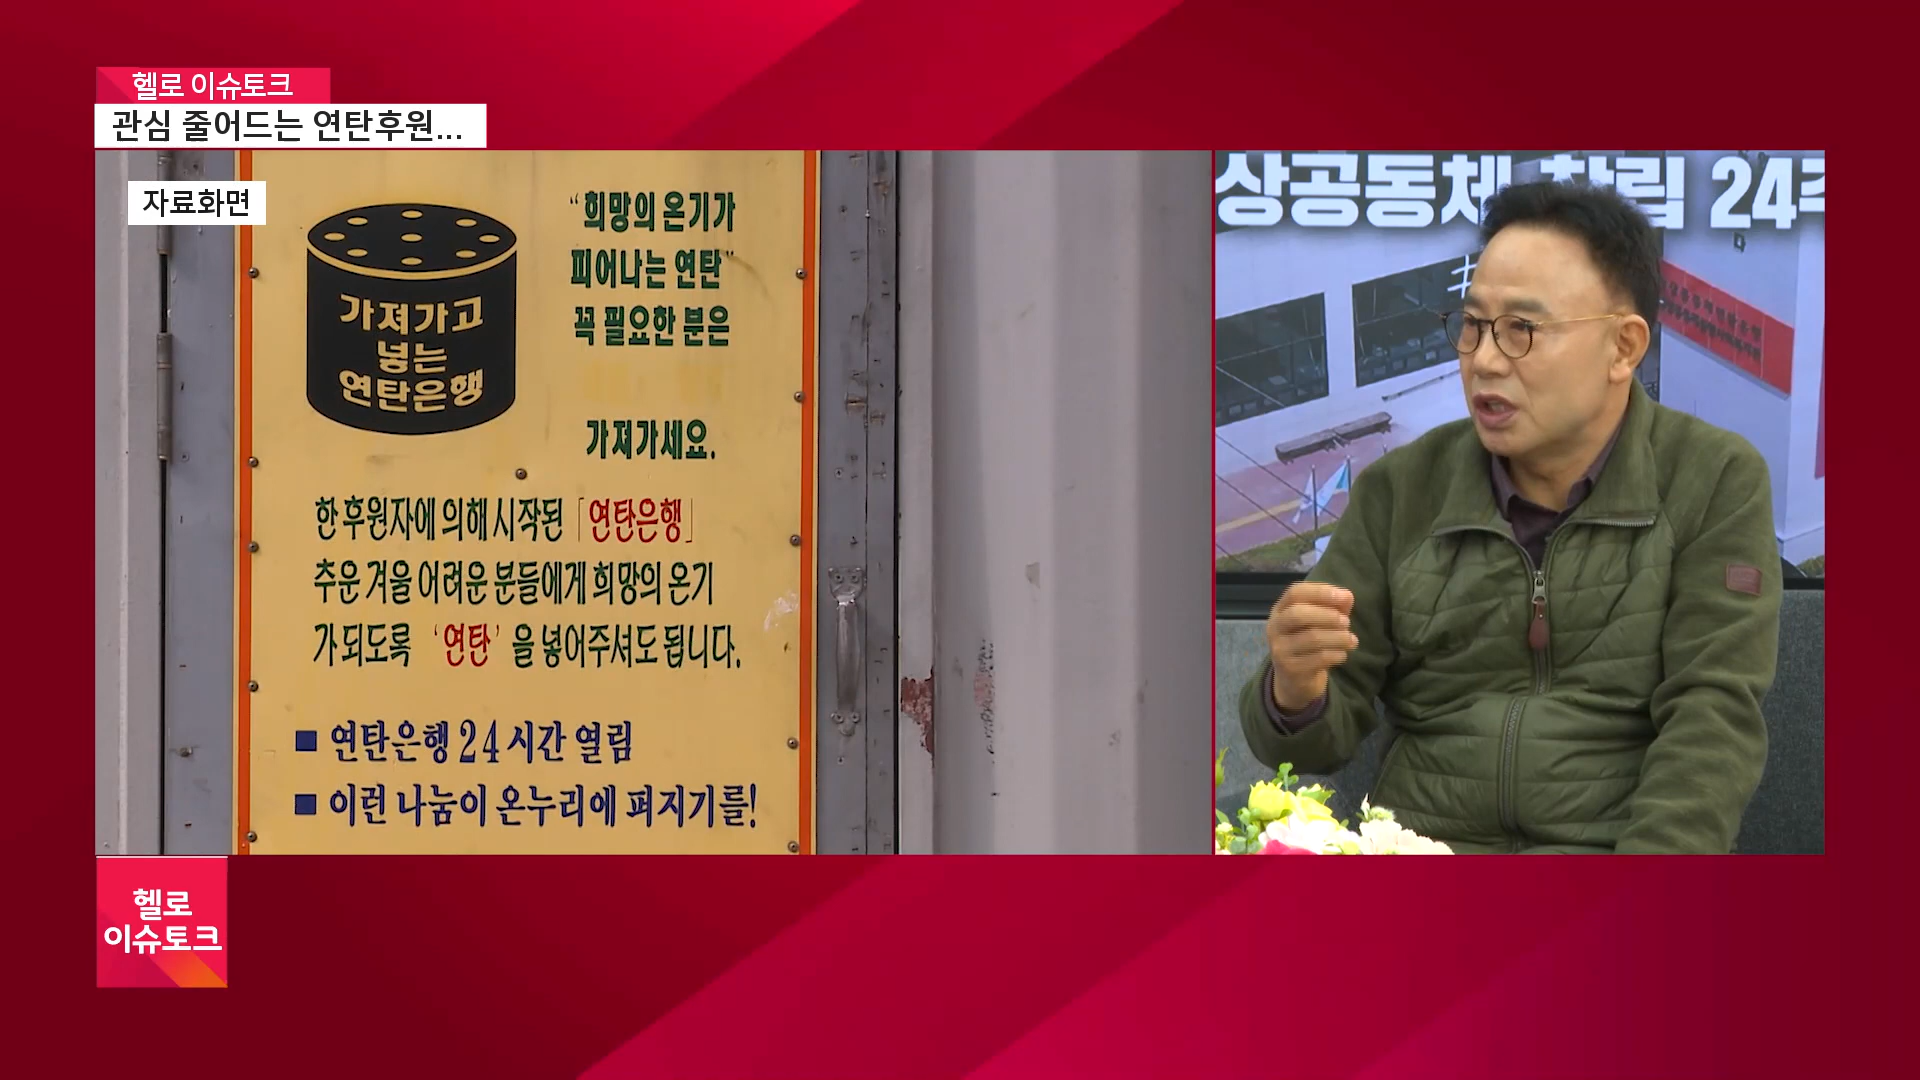 헬로 이슈토크
관심 줄어드는 연탄후원...
자료화면
가져가고
넣는
연탄은행
“희망의 온기가
피어나는 연탄”
꼭 필요한 분은
가져가세요.
한 후원자에 의해 시작된 「연탄은행」
추운 겨울 어려운 분들에게 희망의 온기
가 되도록 ‘연탄’을 넣어주셔도 됩니다.
■ 연탄은행 24시간 열림
■ 이런 나눔이 온누리에 펴지기를!
상공동체 창립 24주
헬로
이슈토크